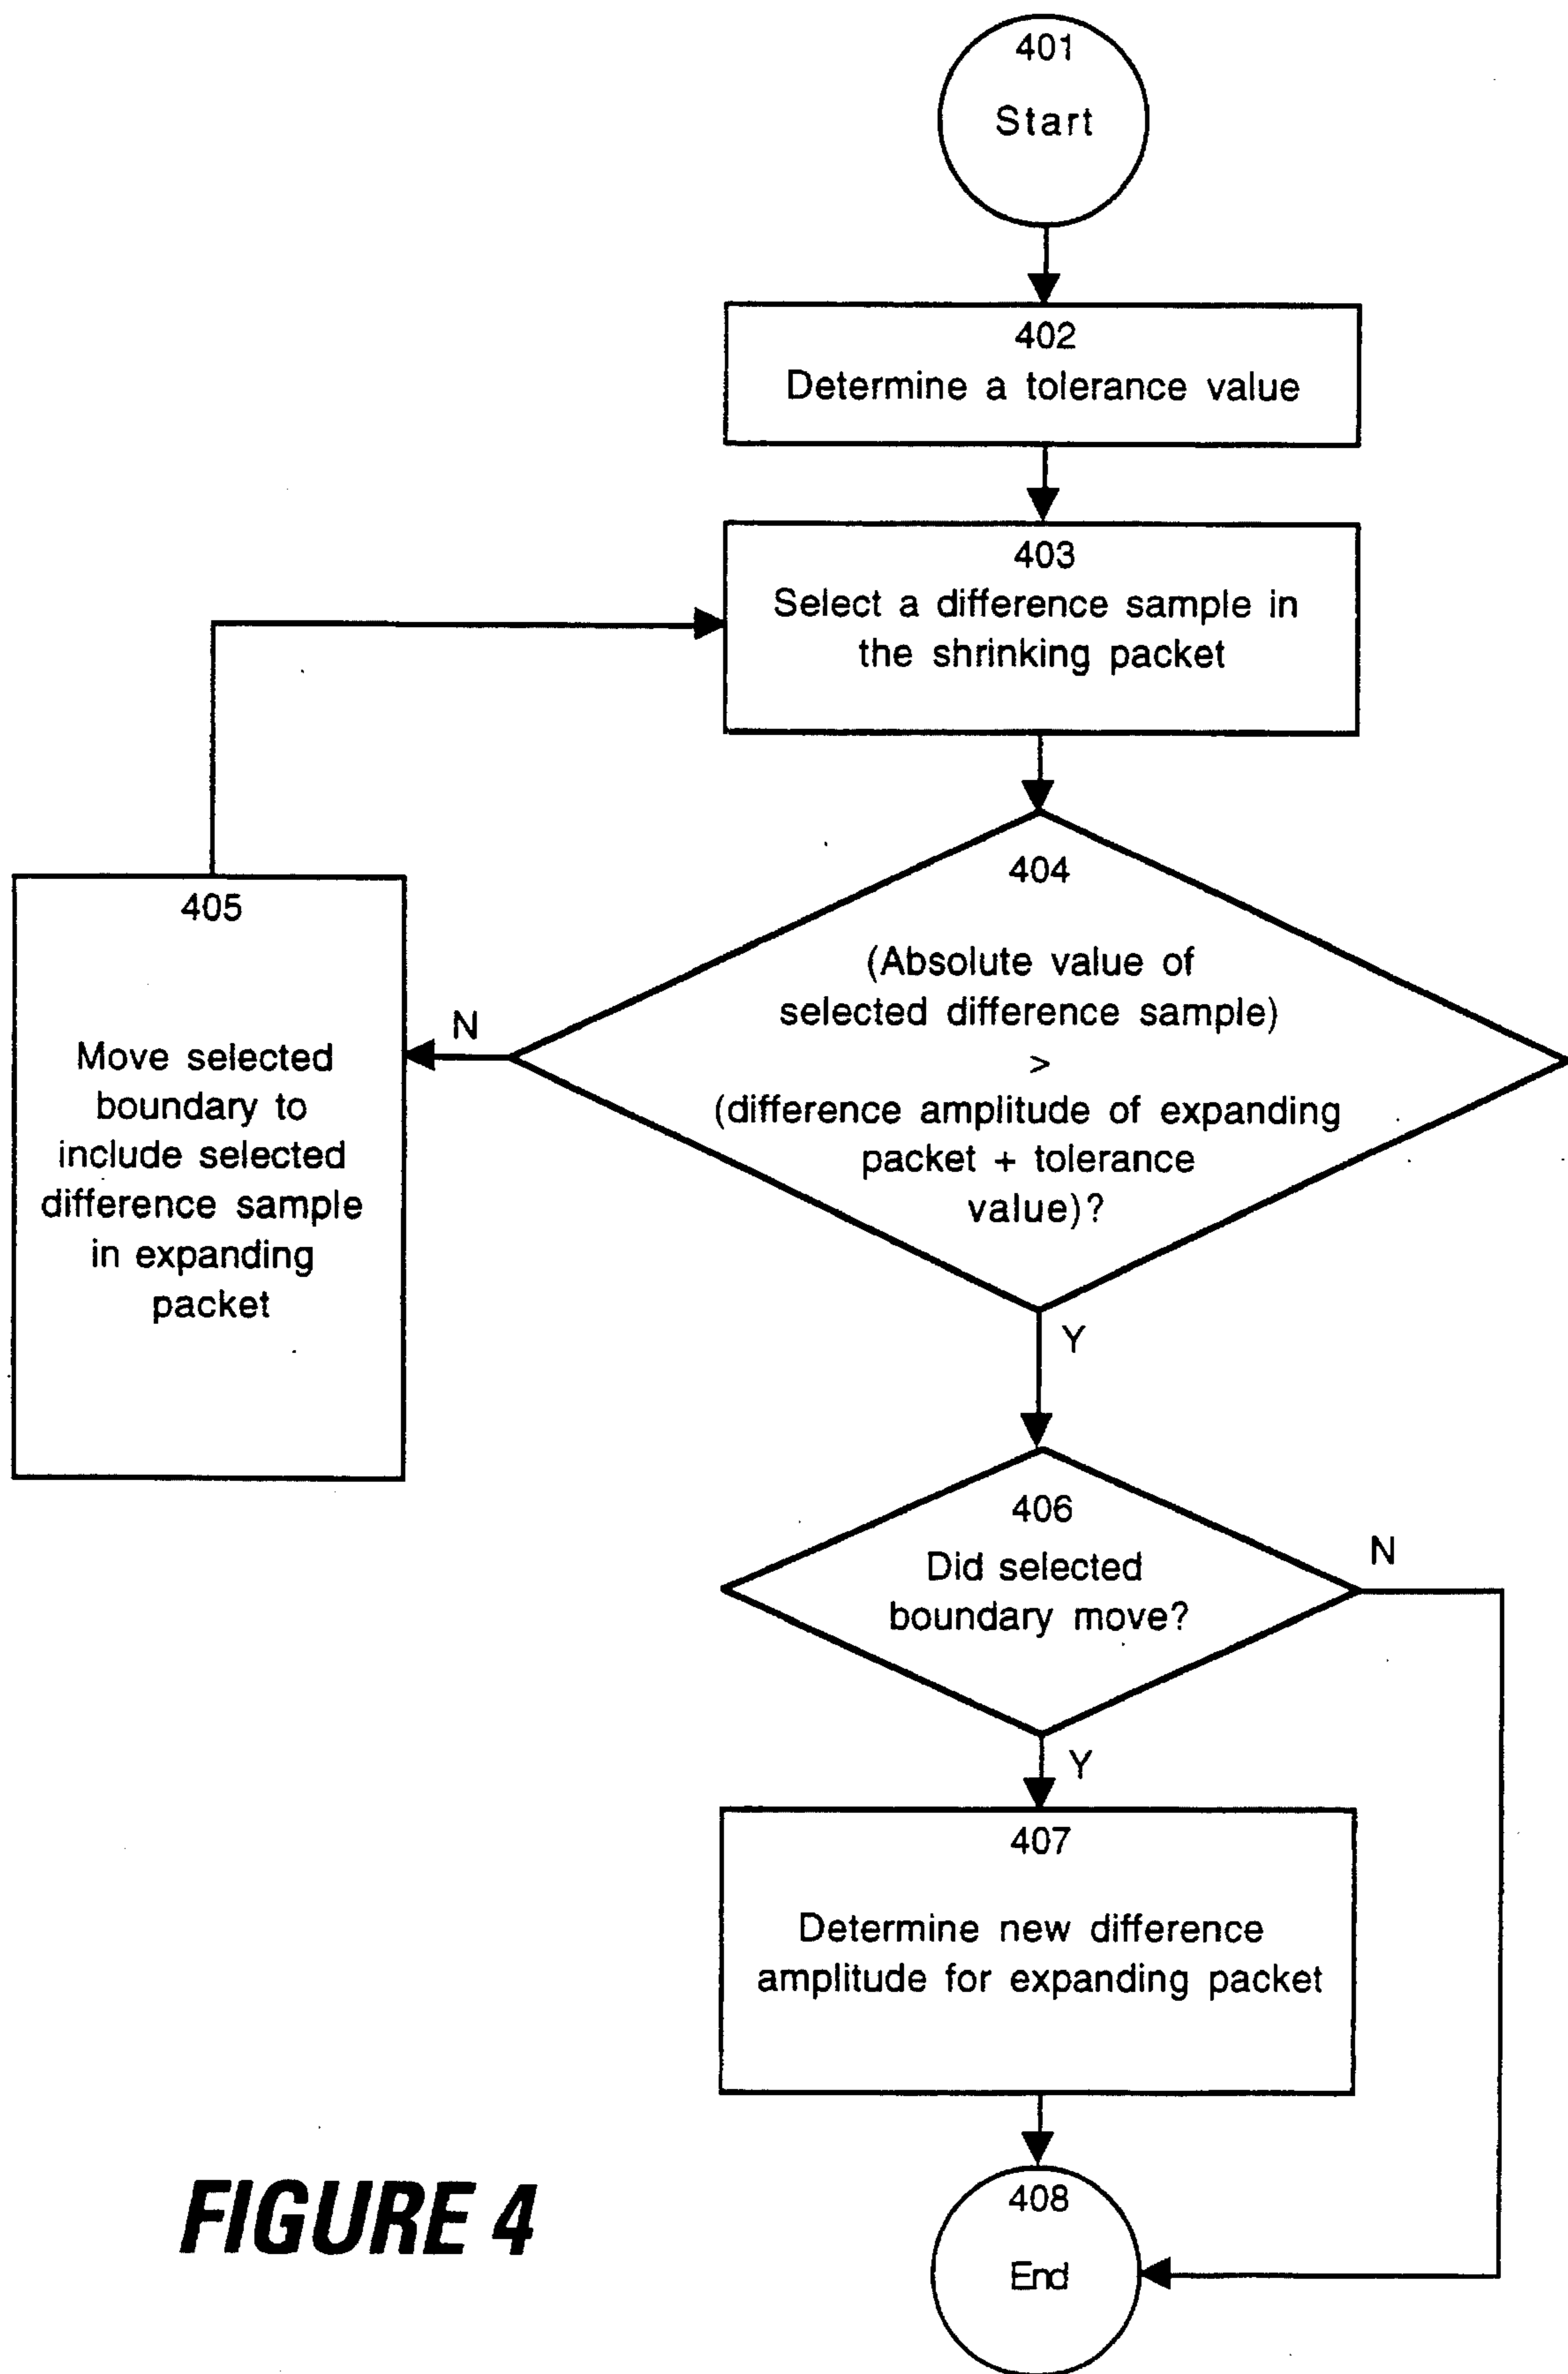 401
Start
402
Determine a tolerance value
403
Select a difference sample in
the shrinking packet
404
(Absolute value of
selected difference sample)
>
(difference amplitude of expanding
packet + tolerance
value)?
N
405
Move selected
boundary to
include selected
difference sample
in expanding
packet
Y
406
Did selected
boundary move?
N
Y
407
Determine new difference
amplitude for expanding packet
408
End
FIGURE 4